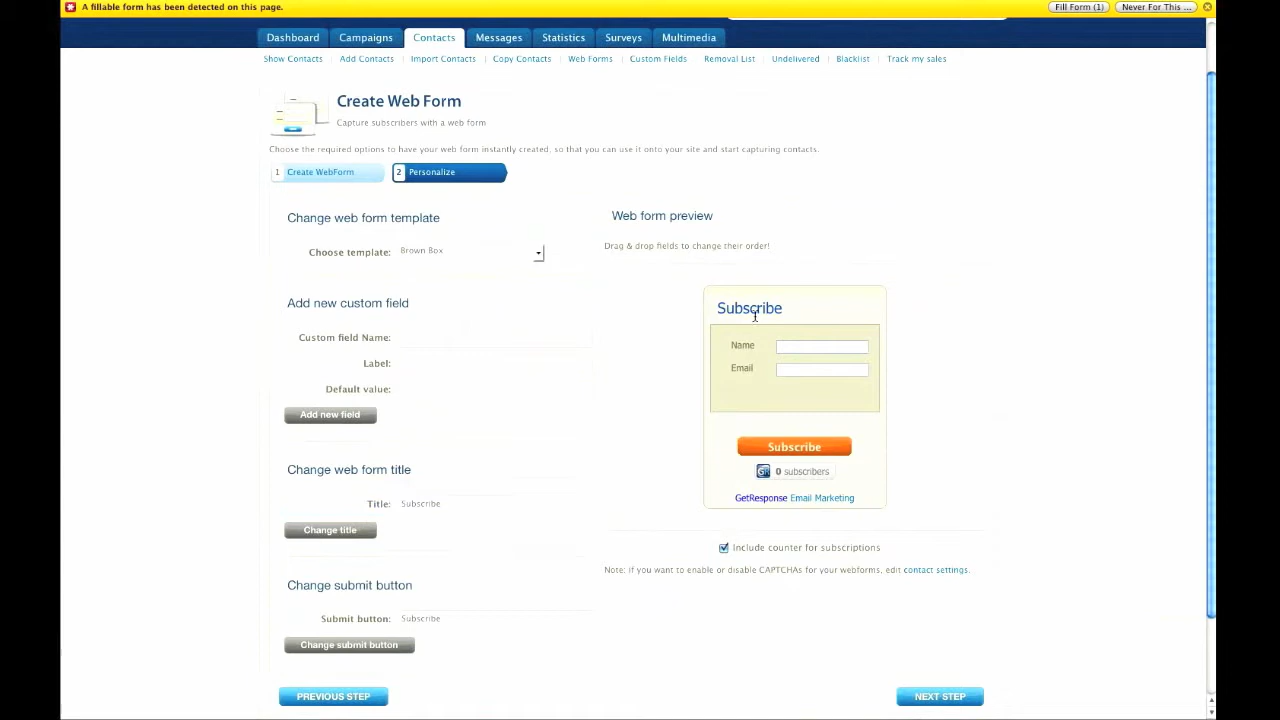 A fillable form has been detected on this page. Fill Form (1) Never For This ...
Dashboard Campaigns Contacts Messages Statistics Surveys Multimedia
Show Contacts Add Contacts Import Contacts Copy Contacts Web Forms Custom Fields Removal List Undelivered Blacklist Track my sales
Create Web Form
Capture subscribers with a web form
Choose the required options to have your web form instantly created, so that you can use it onto your site and start capturing contacts.
1 Create WebForm 2 Personalize
Change web form template
Choose template: Brown Box
Add new custom field
Custom field Name:
Label:
Default value:
Add new field
Change web form title
Title: Subscribe
Change title
Change submit button
Submit button: Subscribe
Change submit button
Web form preview
Drag & drop fields to change their order!
Subscribe
Name
Email
Subscribe
GR 0 subscribers
GetResponse Email Marketing
Include counter for subscriptions
Note: if you want to enable or disable CAPTCHAs for your webforms, edit contact settings.
PREVIOUS STEP NEXT STEP